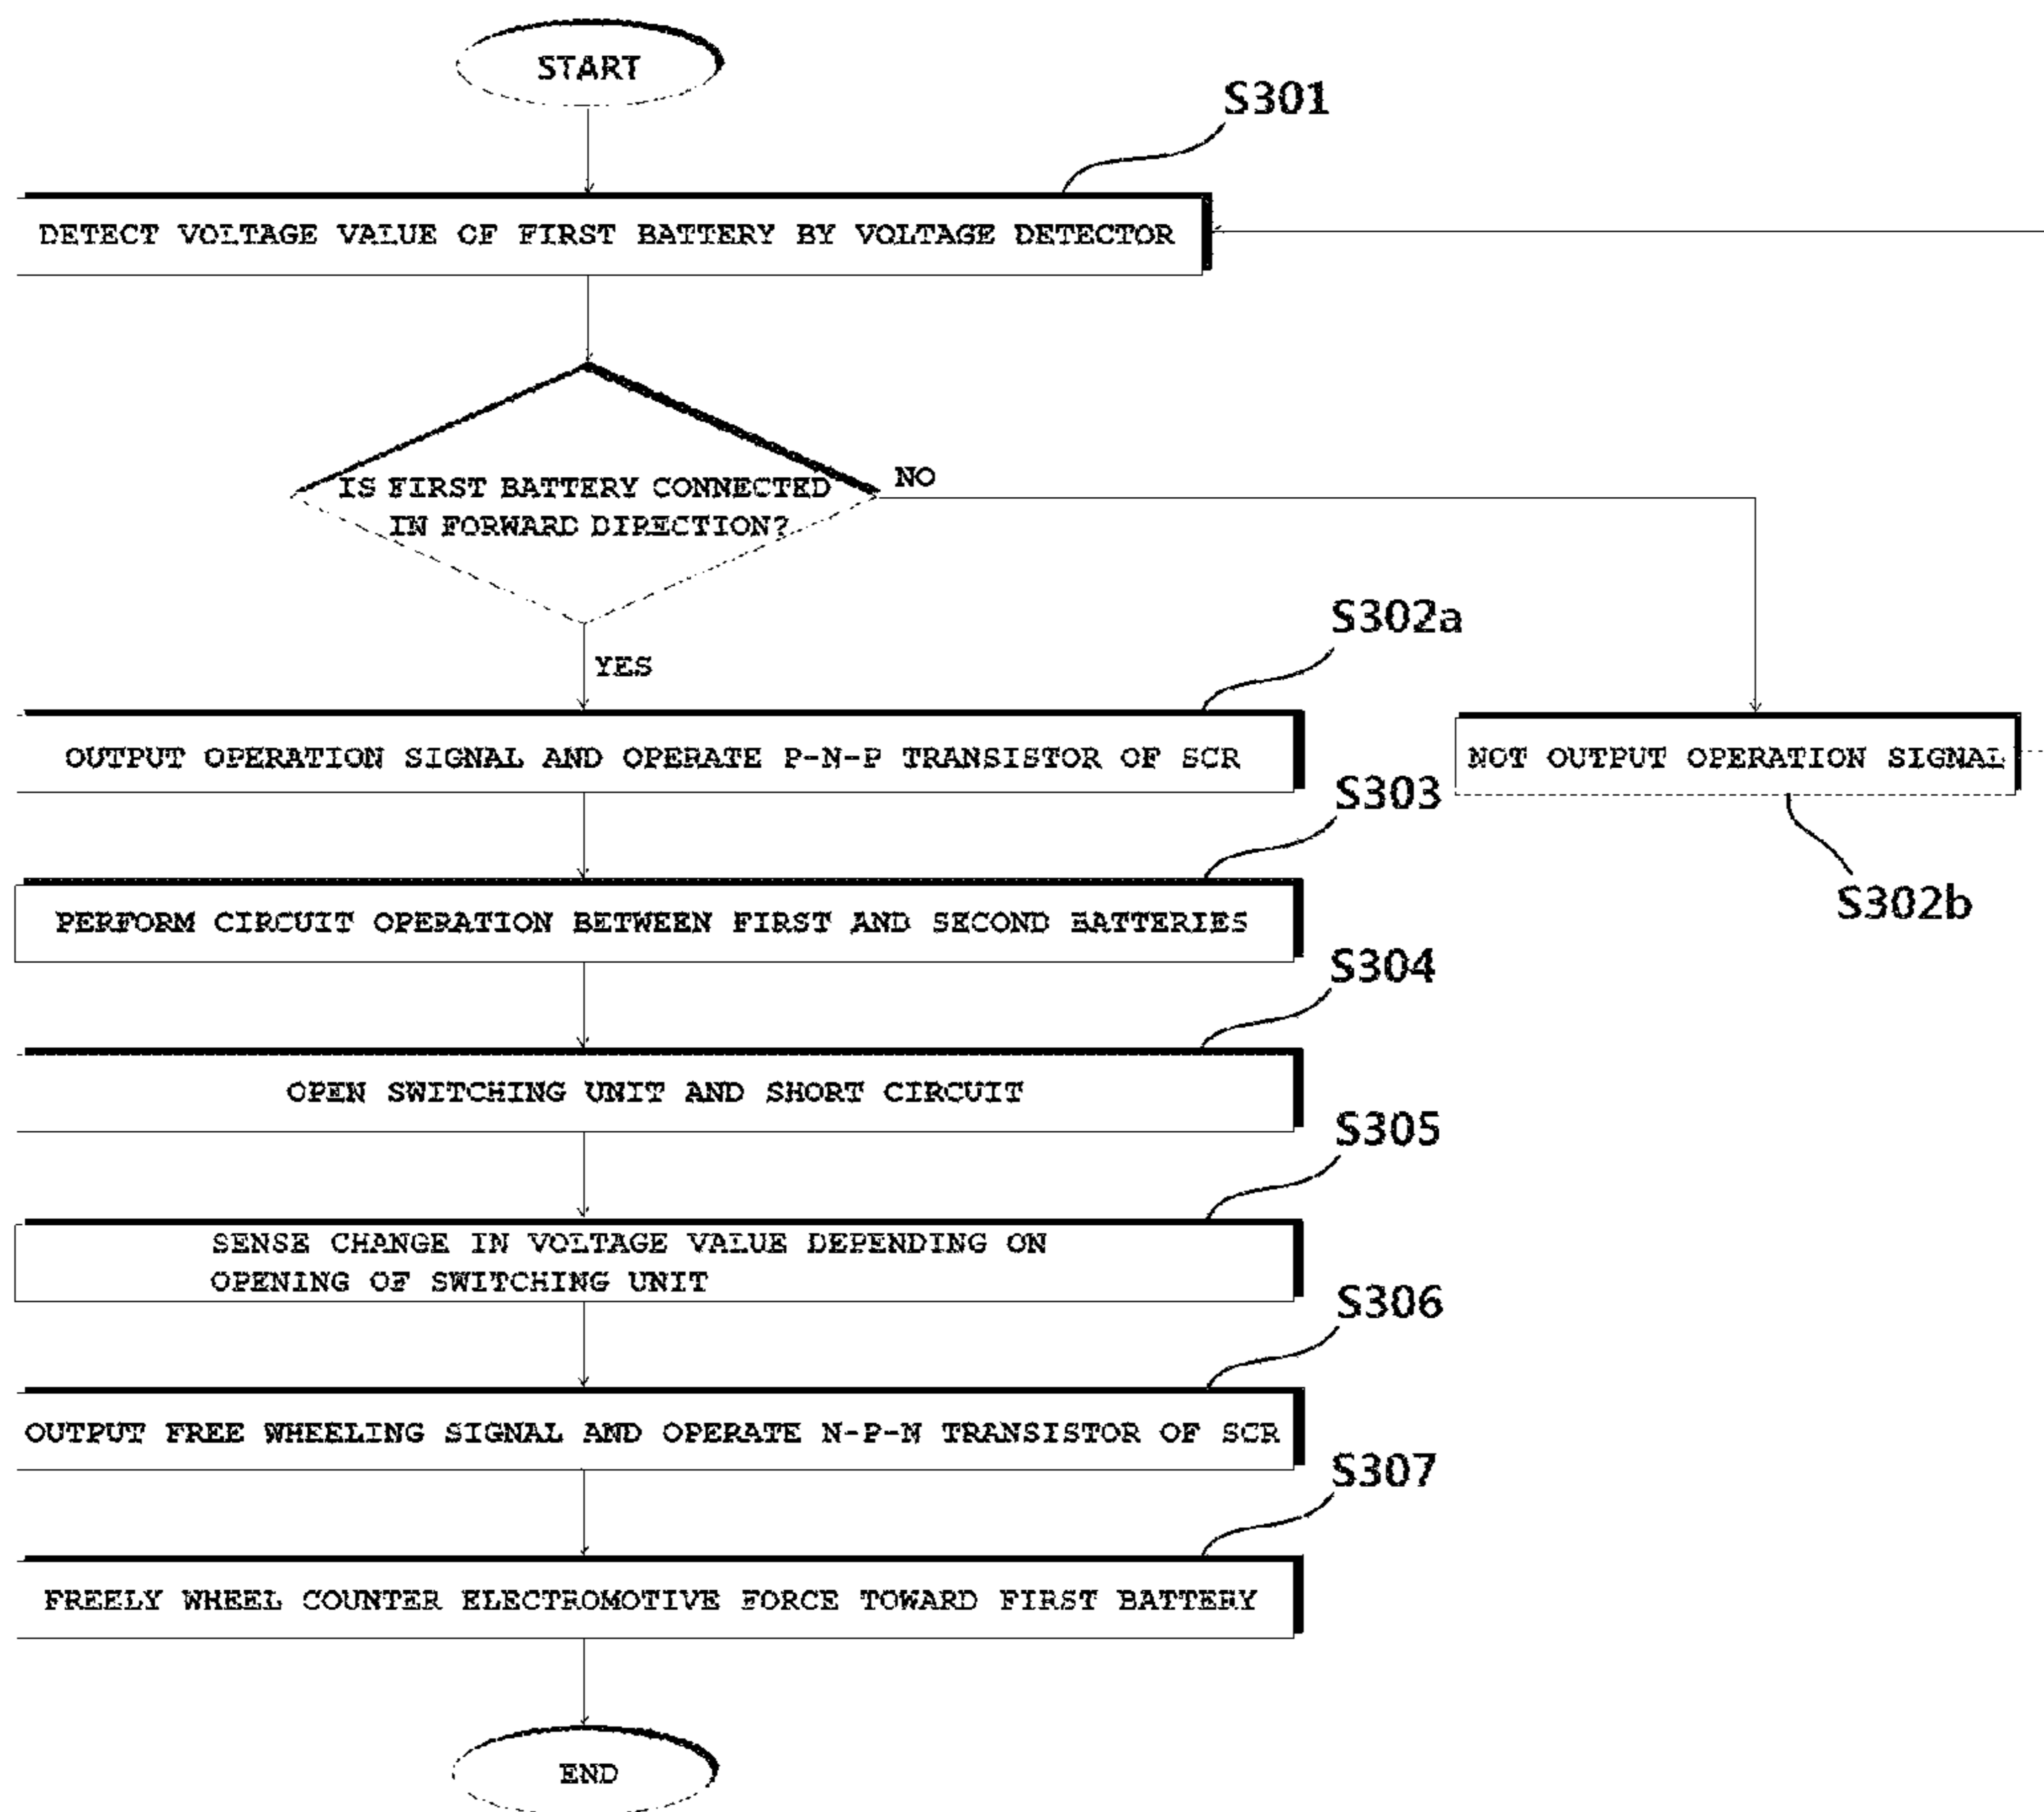 START
S301
DETECT VOLTAGE VALUE OF FIRST BATTERY BY VOLTAGE DETECTOR
IS FIRST BATTERY CONNECTED
IN FORWARD DIRECTION?
NO
YES
S302a
OUTPUT OPERATION SIGNAL AND OPERATE P-N-P TRANSISTOR OF SCR
NOT OUTPUT OPERATION SIGNAL
S302b
S303
PERFORM CIRCUIT OPERATION BETWEEN FIRST AND SECOND BATTERIES
S304
OPEN SWITCHING UNIT AND SHORT CIRCUIT
S305
SENSE CHANGE IN VOLTAGE VALUE DEPENDING ON
OPENING OF SWITCHING UNIT
S306
OUTPUT FREE WHEELING SIGNAL AND OPERATE N-P-N TRANSISTOR OF SCR
S307
FREELY WHEEL COUNTER ELECTROMOTIVE FORCE TOWARD FIRST BATTERY
END